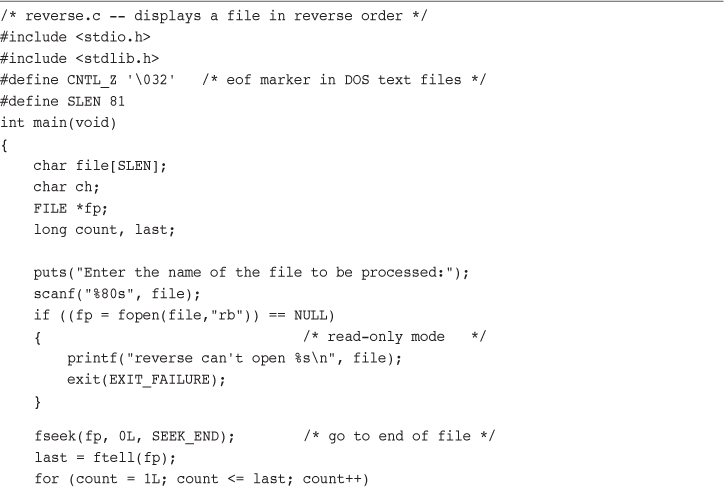 /* reverse.c -- displays a file in reverse order */
#include <stdio.h>
#include <stdlib.h>
#define CNTL_Z '\032'   /* eof marker in DOS text files */
#define SLEN 81
int main(void)
{
    char file[SLEN];
    char ch;
    FILE *fp;
    long count, last;

    puts("Enter the name of the file to be processed:");
    scanf("%80s", file);
    if ((fp = fopen(file,"rb")) == NULL)
    {                               /* read-only mode   */
        printf("reverse can't open %s\n", file);
        exit(EXIT_FAILURE);
    }

    fseek(fp, 0L, SEEK_END);        /* go to end of file */
    last = ftell(fp);
    for (count = 1L; count <= last; count++)